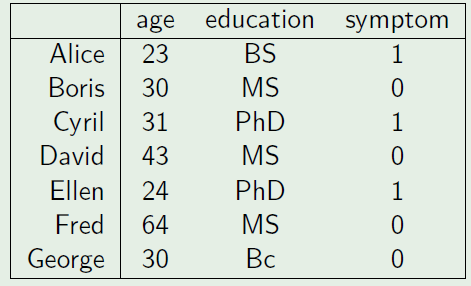 age education symptom
Alice 23 BS 1
Boris 30 MS 0
Cyril 31 PhD 1
David 43 MS 0
Ellen 24 PhD 1
Fred 64 MS 0
George 30 Bc 0